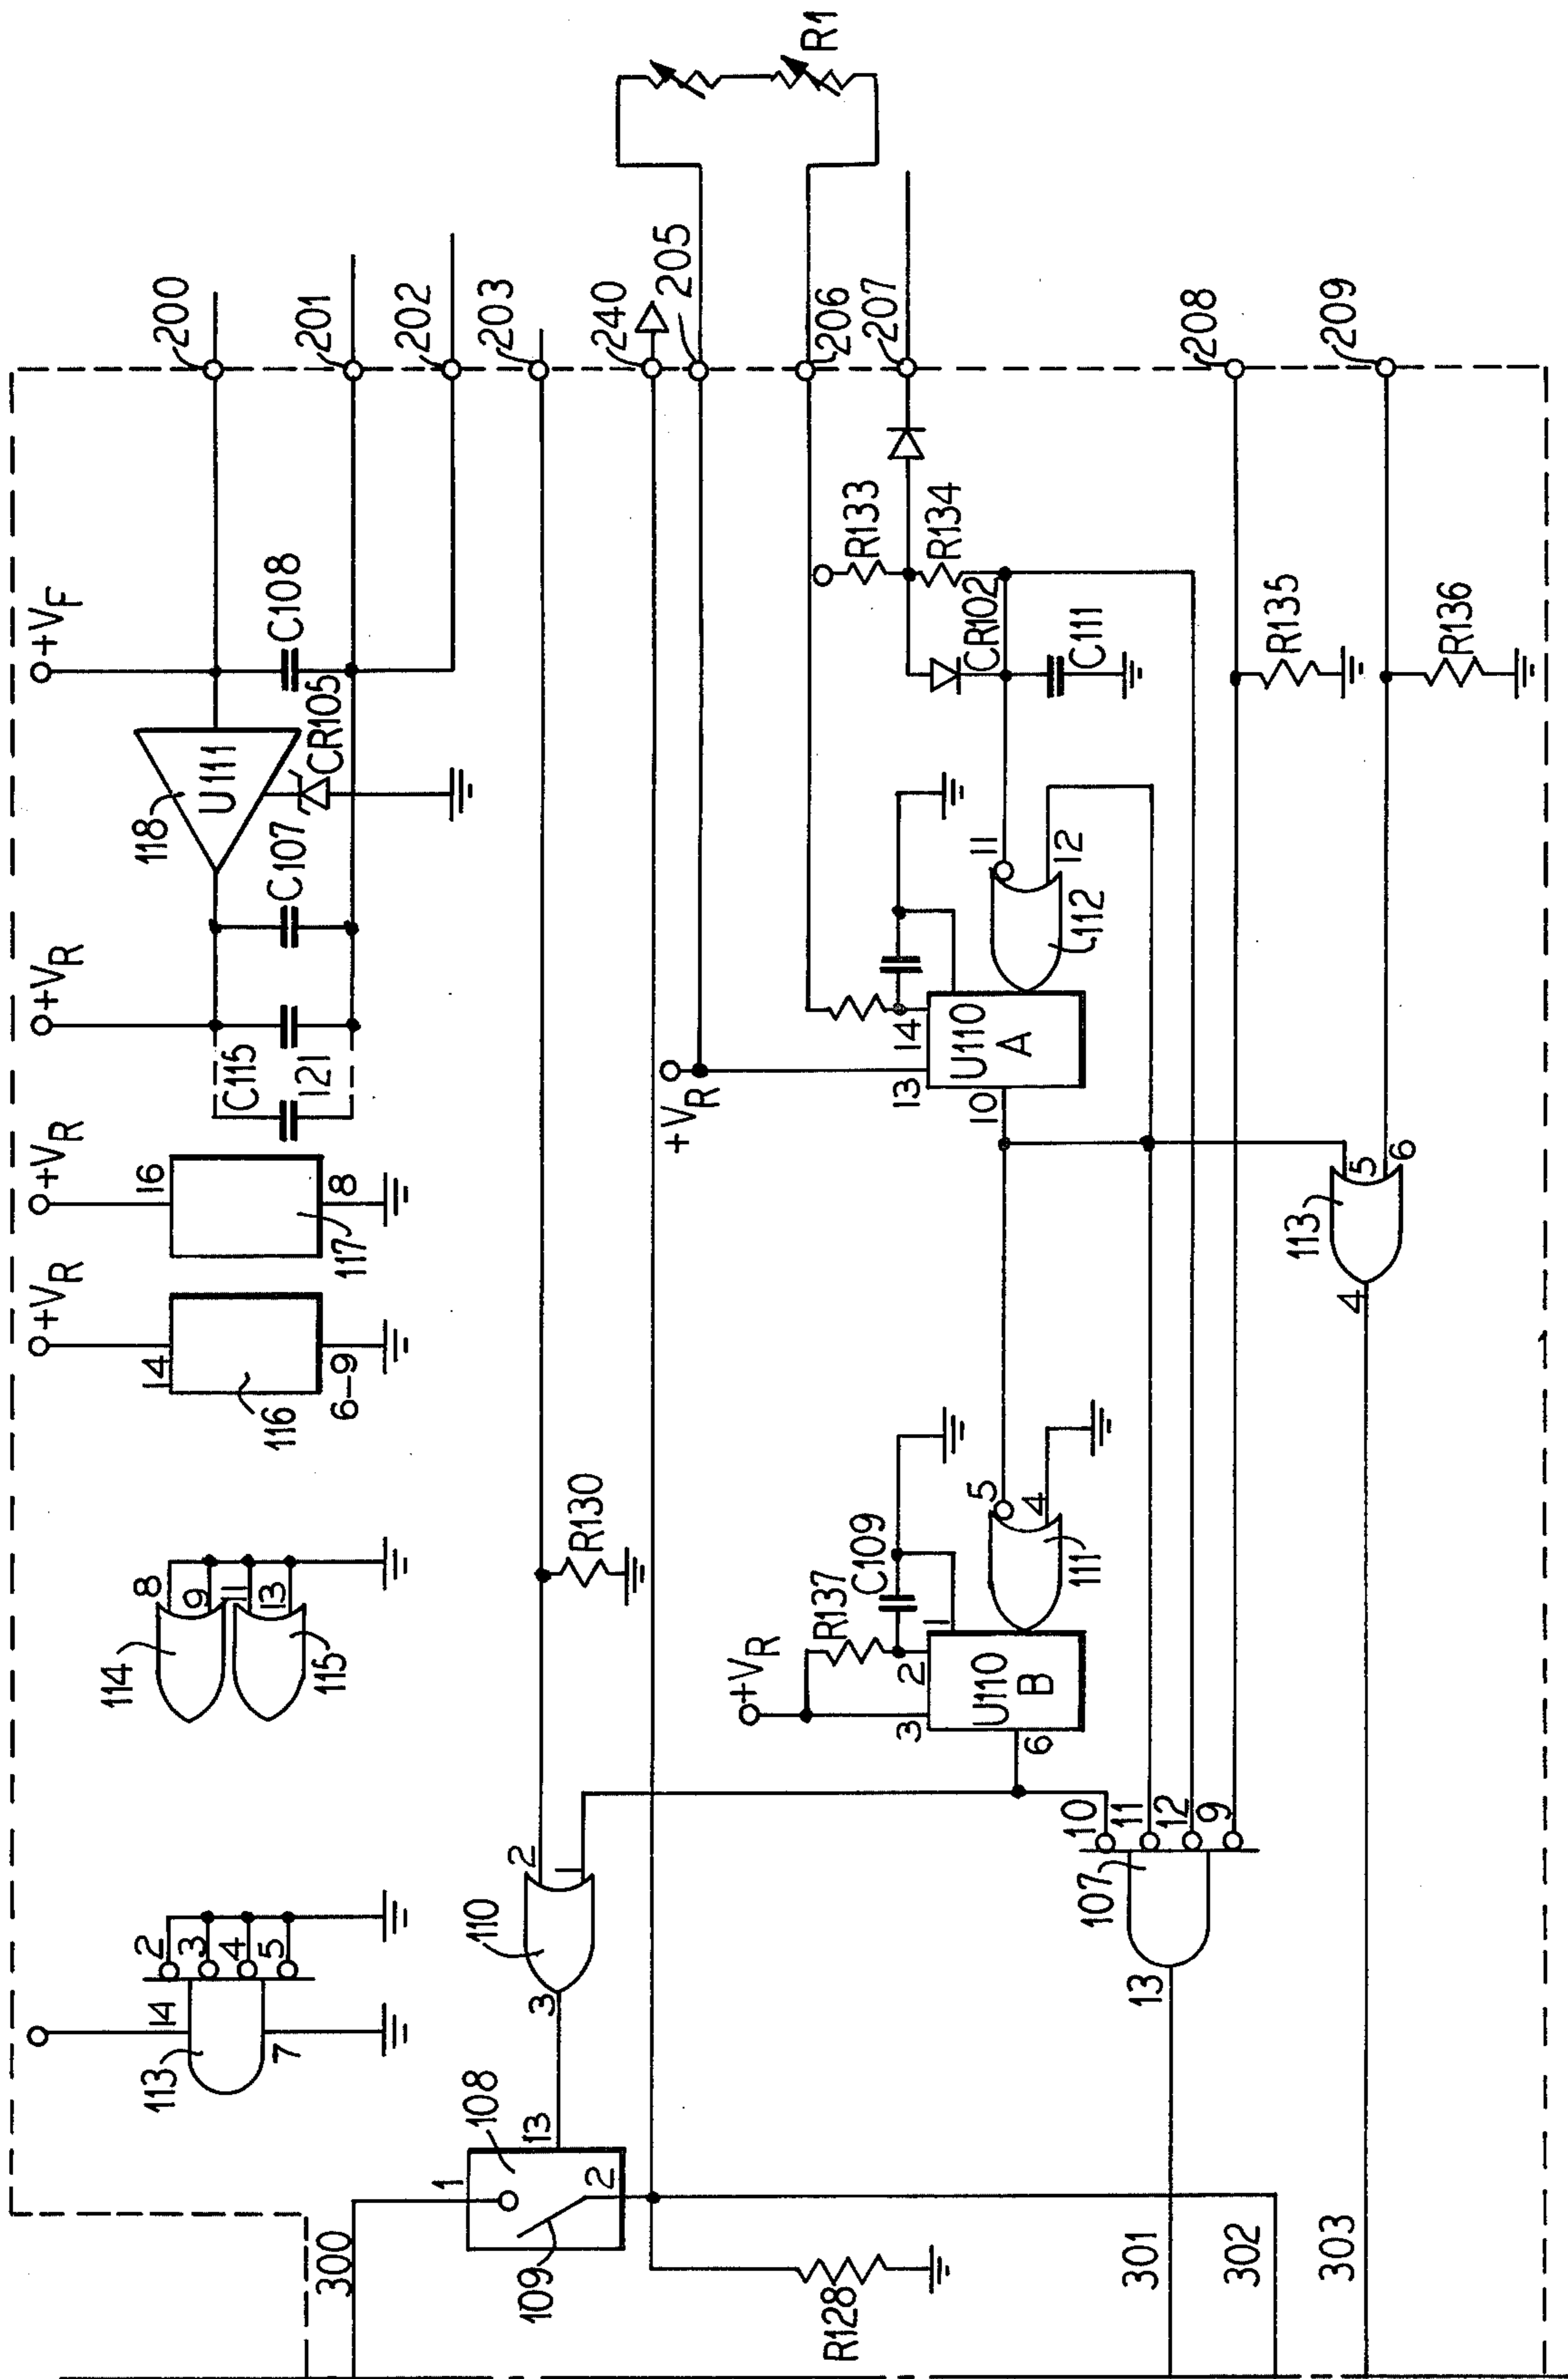 +VR
+VR
+VR
+VF
14
113
7
2
3
4
5
114
115
8
9
11
13
14
116
6–9
16
117
8
C115
121
C107
118
U111
CR105
C108
200
201
202
203
240
205
206
207
208
209
R1
300
1
108
13
109
2
R128
3
110
2
1
R130
+VR
3
R137
2
C109
1
U110
B
6
5
4
111
+VR
13
14
U110
A
10
11
12
112
R133
R134
CR102
C111
R135
R136
10
11
12
9
107
13
301
302
303
4
113
5
6